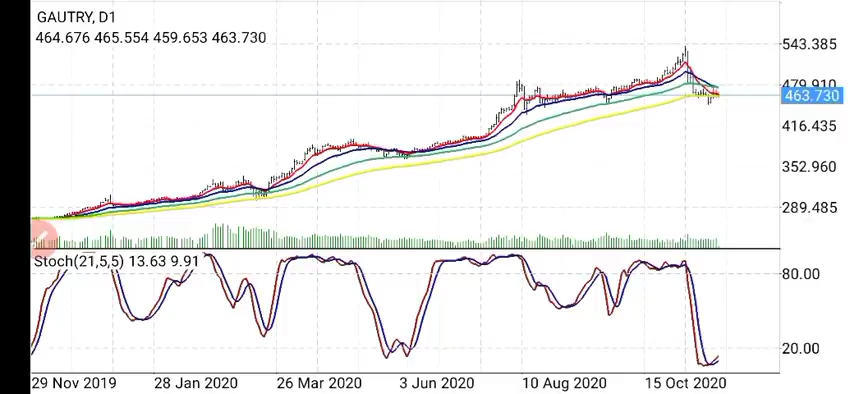 GAUTRY, D1
464.676 465.554 459.653 463.730
543.385
479.910
463.730
416.435
352.960
289.485
Stoch(21,5,5) 13.63 9.91
80.00
20.00
29 Nov 2019 28 Jan 2020 26 Mar 2020 3 Jun 2020 10 Aug 2020 15 Oct 2020